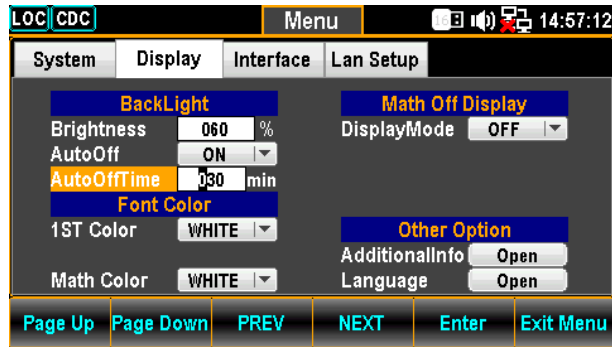 LOC CDC Menu 16B 14:57:12
System Display Interface Lan Setup
BackLight
Brightness 060 %
AutoOff ON
AutoOffTime 030 min
Font Color
1ST Color WHITE
Math Color WHITE
Math Off Display
DisplayMode OFF
Other Option
AdditionalInfo Open
Language Open
Page Up Page Down PREV NEXT Enter Exit Menu